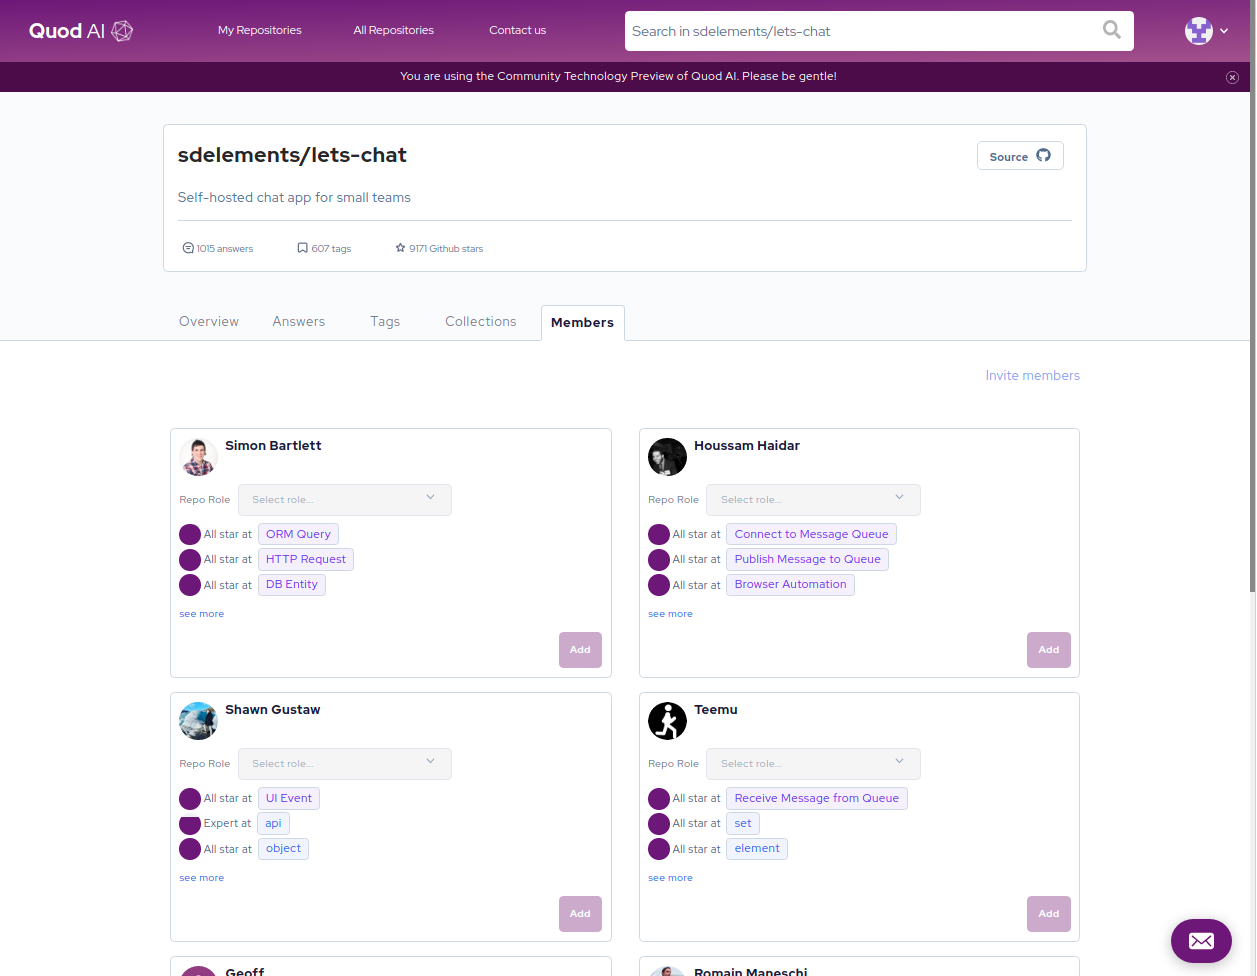 Quod AI
My Repositories
All Repositories
Contact us
Search in sdelements/lets-chat
You are using the Community Technology Preview of Quod AI. Please be gentle!
sdelements/lets-chat
Source
Self-hosted chat app for small teams
1015 answers
607 tags
9171 Github stars
Overview
Answers
Tags
Collections
Members
Invite members
Simon Bartlett
Repo Role
Select role...
All star at ORM Query
All star at HTTP Request
All star at DB Entity
see more
Add
Houssam Haidar
Repo Role
Select role...
All star at Connect to Message Queue
All star at Publish Message to Queue
All star at Browser Automation
see more
Add
Shawn Gustaw
Repo Role
Select role...
All star at UI Event
Expert at api
All star at object
see more
Add
Teemu
Repo Role
Select role...
All star at Receive Message from Queue
All star at set
All star at element
see more
Add
Geoff
Romain Maneschi